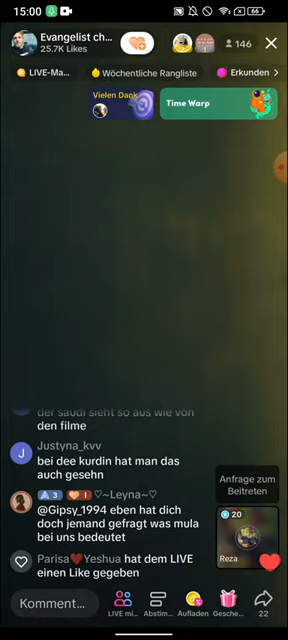 15:00
66
Evangelist ch...
25.7K Likes
1
146
LIVE-Ma...
Wöchentliche Rangliste
Erkunden
Vielen Dank
Time Warp
der saudi sieht so aus wie von
den filme
J
Justyna_kvv
bei dee kurdin hat man das
auch gesehn
3
1
♡~Leyna~♡
@Gipsy_1994 eben hat dich
doch jemand gefragt was mula
bei uns bedeutet
Parisa❤️Yeshua hat dem LIVE
einen Like gegeben
Anfrage zum
Beitreten
20
Reza
Komment...
LIVE mi...
Abstim...
Aufladen
Gesche...
22